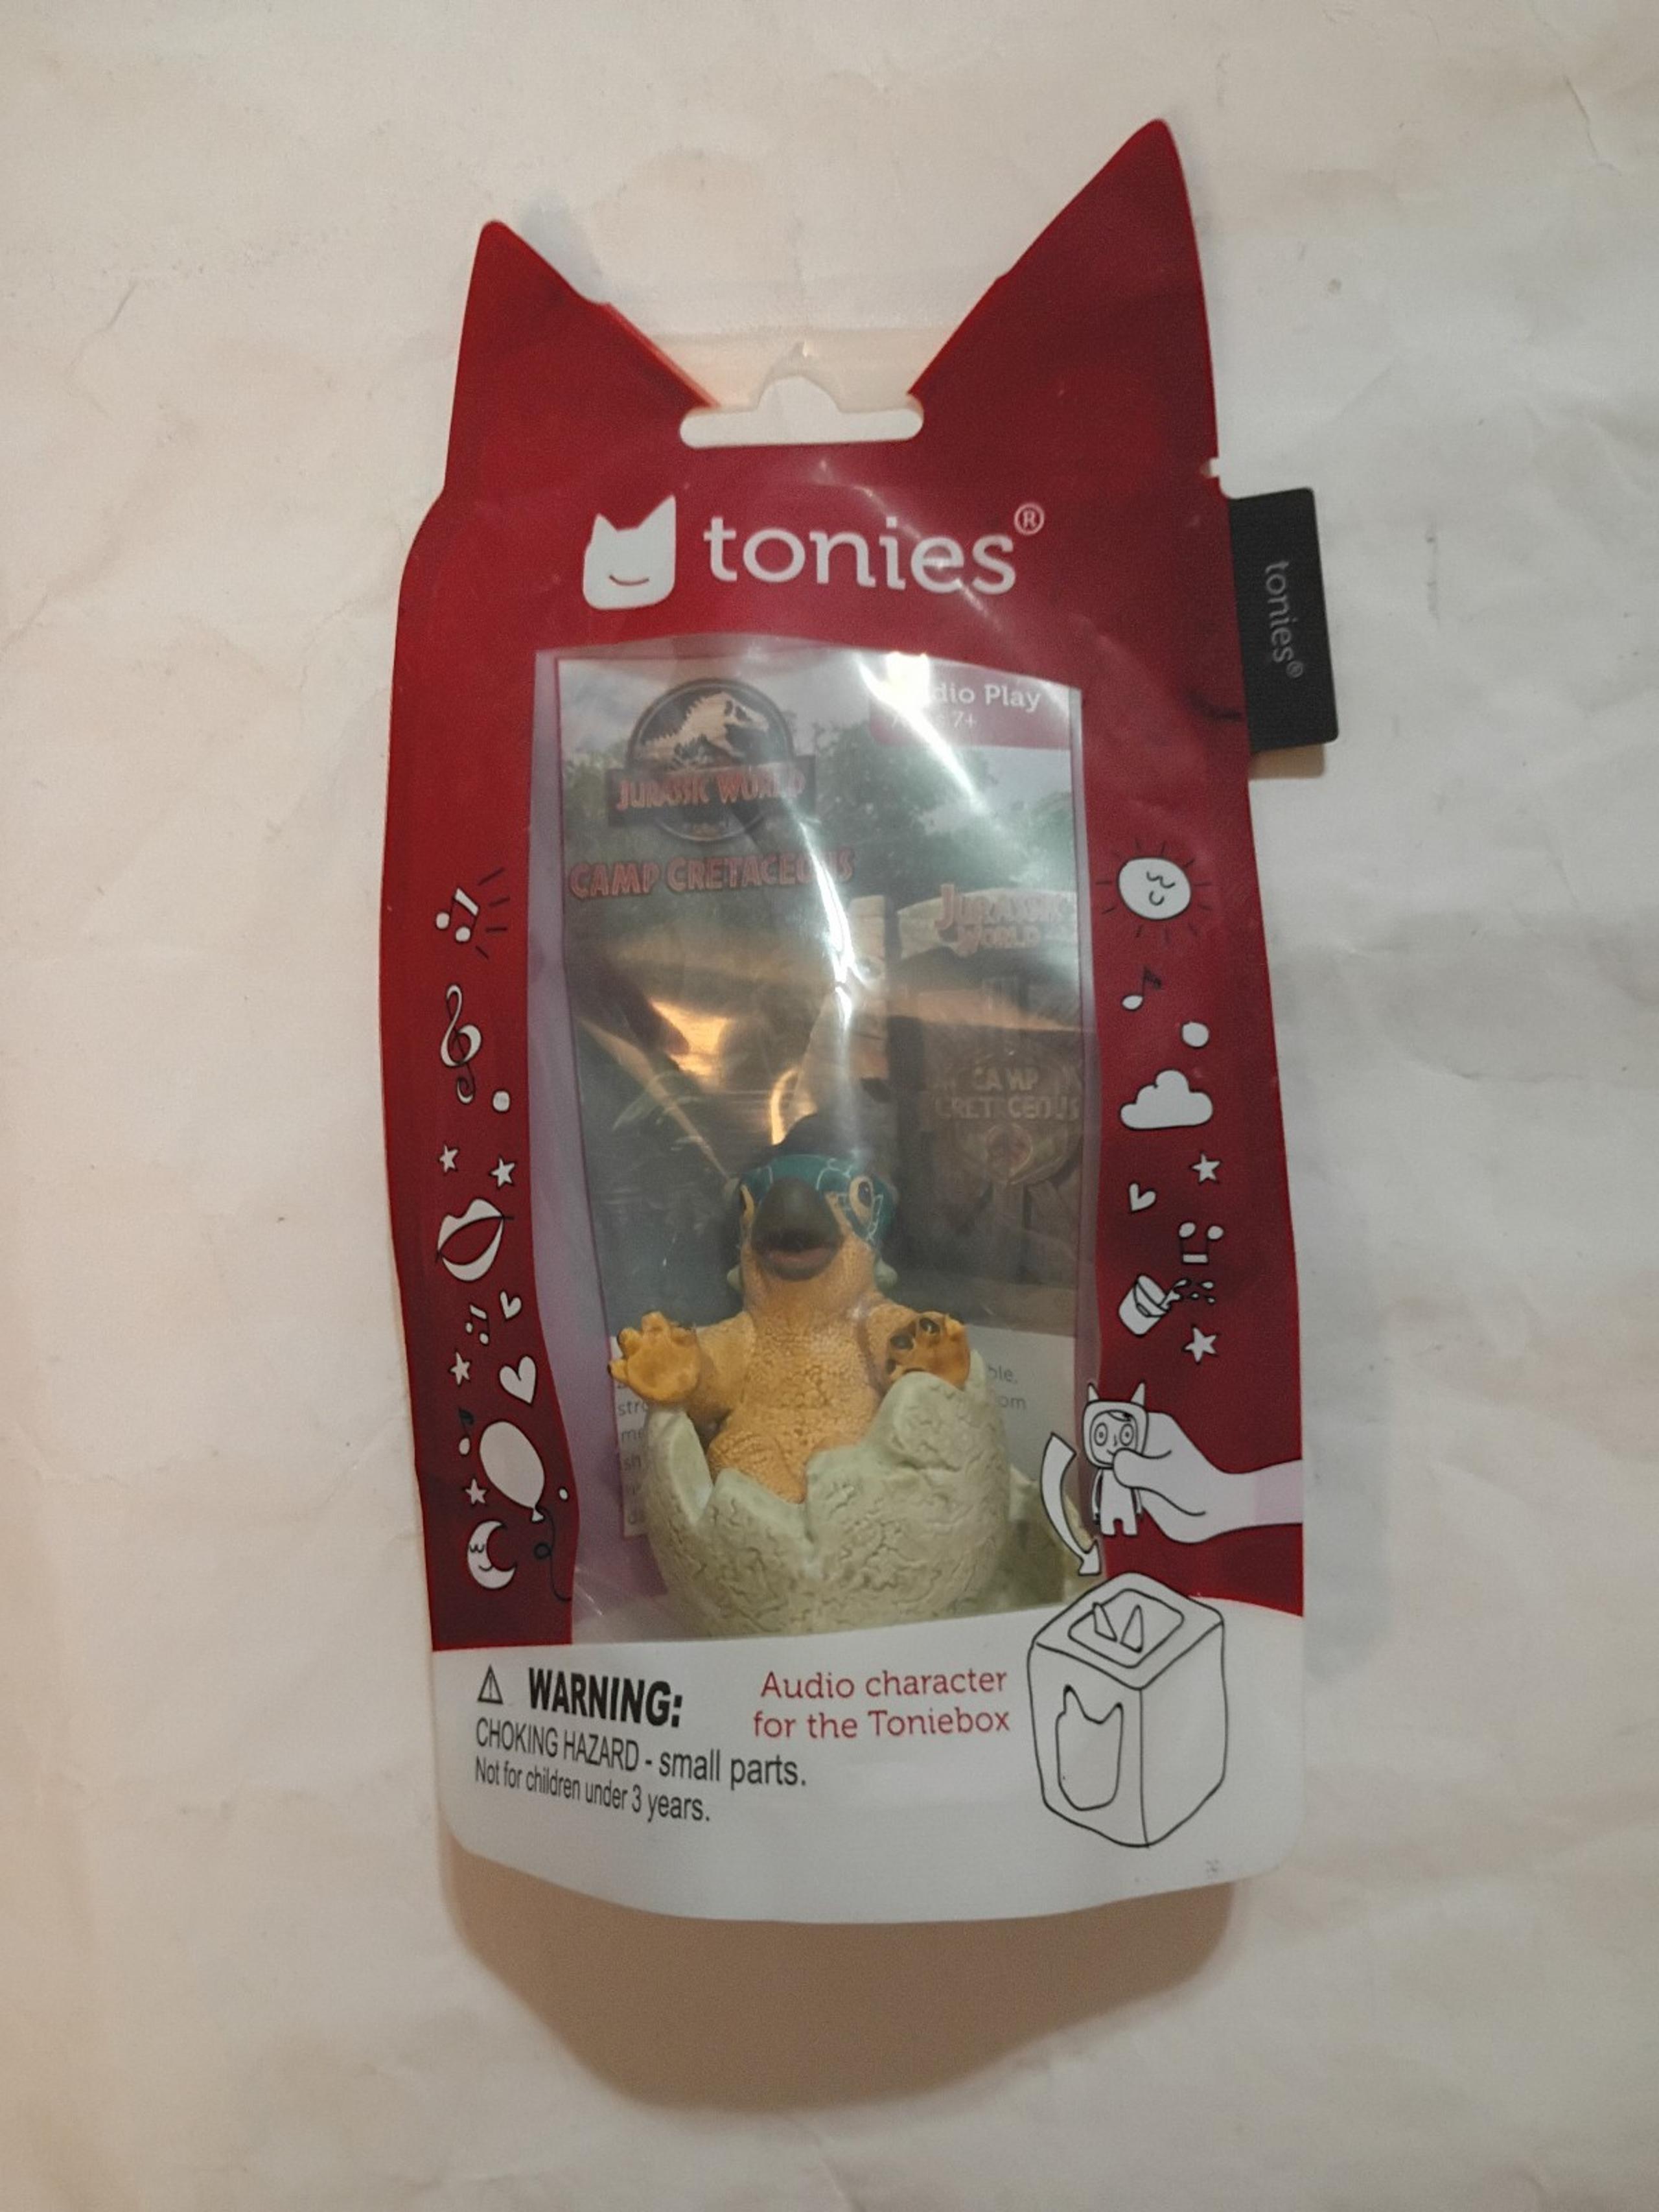 tonies®
tonies®
Play
7+
JURASSIC WORLD
CAMP CRETACEOUS
JURASSIC
WORLD
CAMP
CRETACEOUS
WARNING:
CHOKING HAZARD - small parts.
Not for children under 3 years.
Audio character
for the Toniebox